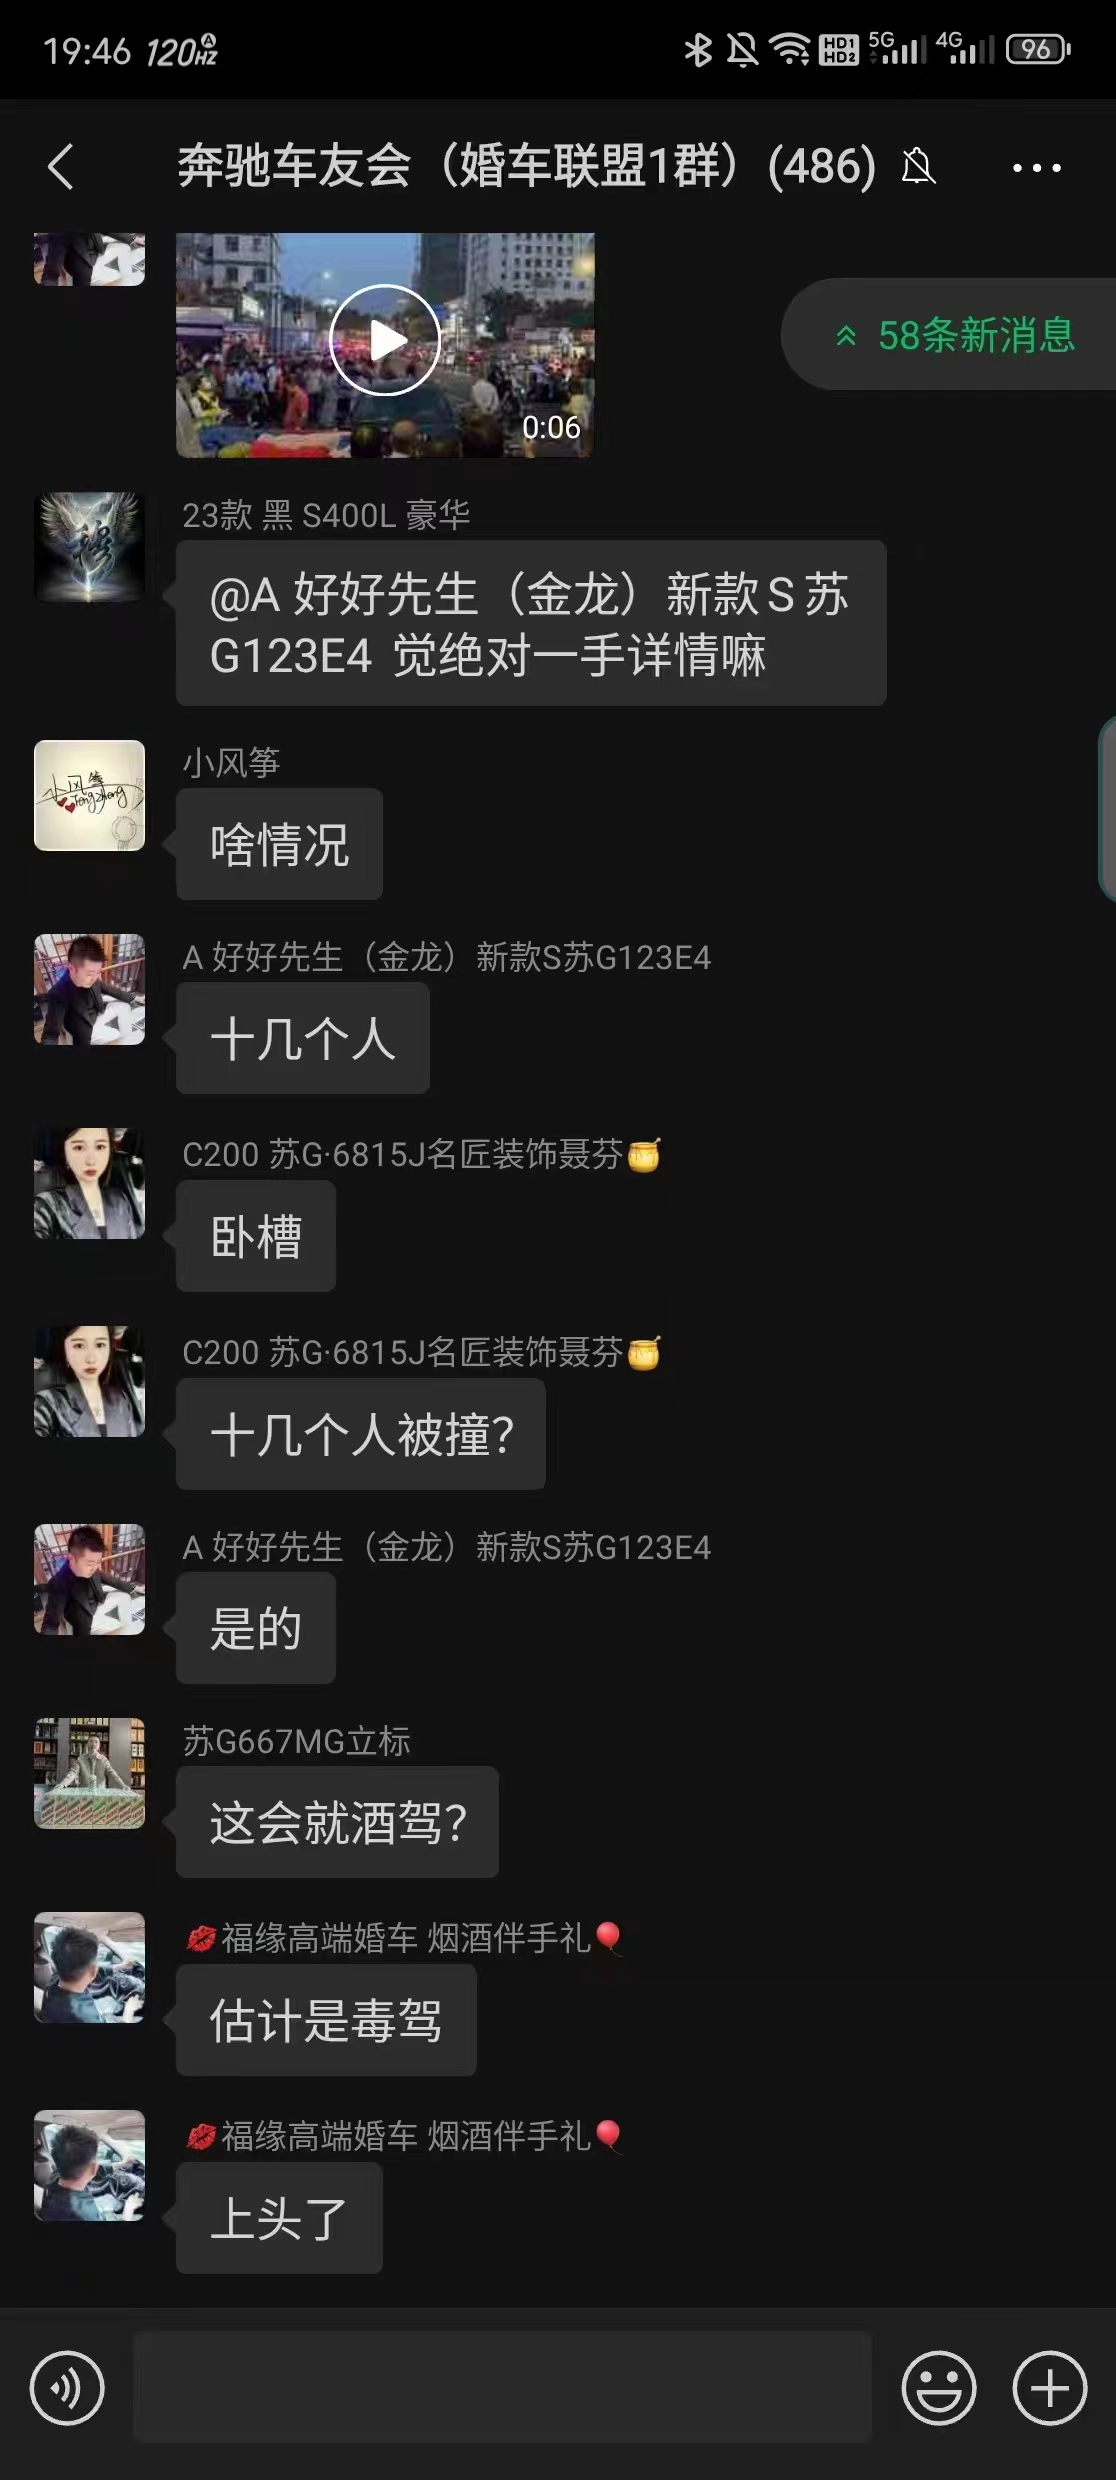 19:46 120HZ A HD1 HD2 5G 4G 96
奔驰车友会（婚车联盟1群）(486)
58条新消息
0:06
23款 黑 S400L 豪华
@A 好好先生（金龙）新款S 苏
G123E4 觉绝对一手详情嘛
小风筝
啥情况
A 好好先生（金龙）新款S苏G123E4
十几个人
C200 苏G·6815J名匠装饰聂芬🍯
卧槽
C200 苏G·6815J名匠装饰聂芬🍯
十几个人被撞？
A 好好先生（金龙）新款S苏G123E4
是的
苏G667MG立标
这会就酒驾？
💋福缘高端婚车 烟酒伴手礼🎈
估计是毒驾
💋福缘高端婚车 烟酒伴手礼🎈
上头了